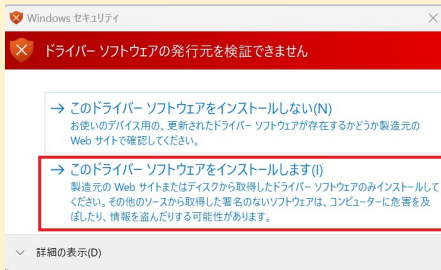 Windows セキュリティ
ドライバー ソフトウェアの発行元を検証できません
→ このドライバー ソフトウェアをインストールしない(N)
お使いのデバイス用の、更新されたドライバー ソフトウェアが存在するかどうか製造元の
Web サイトで確認してください。
→ このドライバー ソフトウェアをインストールします(I)
製造元の Web サイトまたはディスクから取得したドライバー ソフトウェアのみインストールして
ください。その他のソースから取得した署名のないソフトウェアは、コンピューターに危害を及
ぼしたり、情報を盗んだりする可能性があります。
詳細の表示(D)